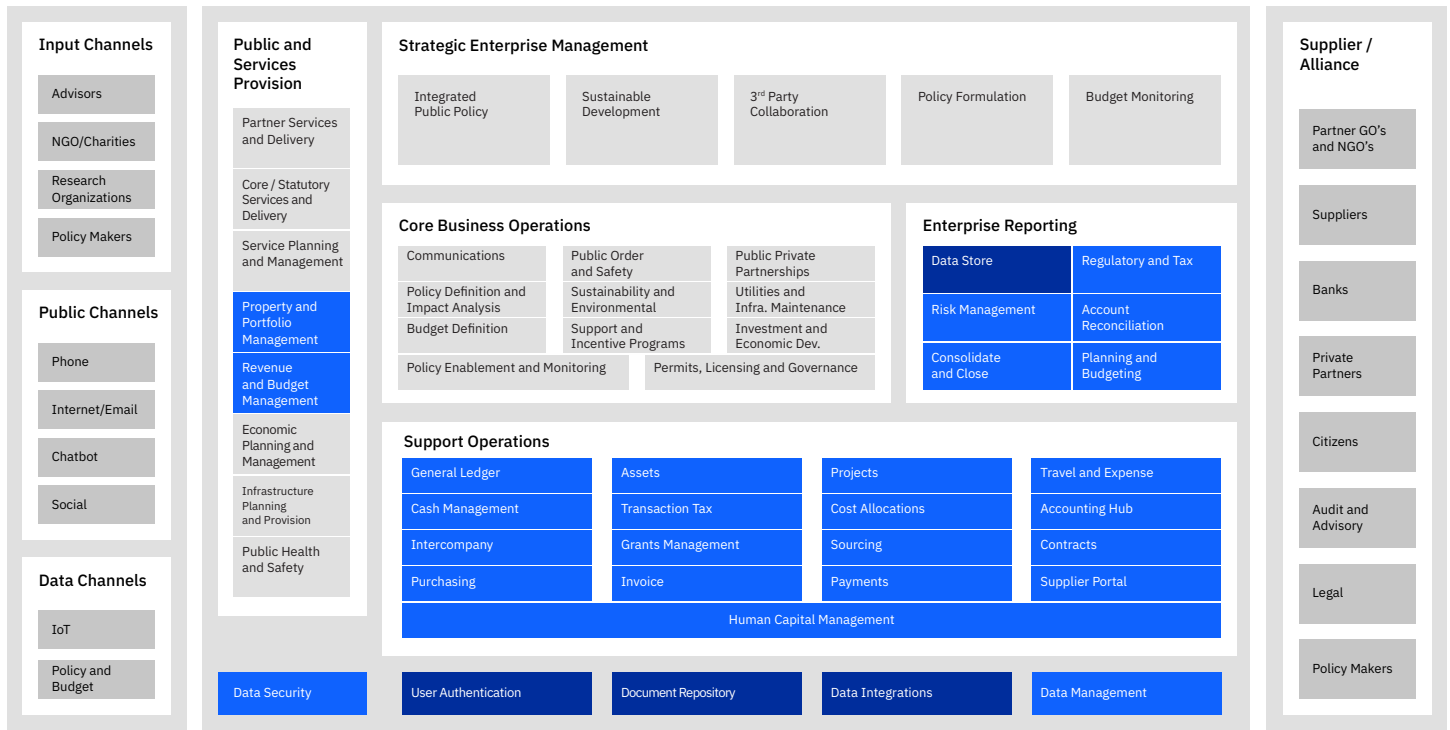 Input Channels
Advisors
NGO/Charities
Research
Organizations
Policy Makers
Public Channels
Phone
Internet/Email
Chatbot
Social
Data Channels
IoT
Policy and
Budget
Public and
Services
Provision
Partner Services
and Delivery
Core / Statutory
Services and
Delivery
Service Planning
and Management
Property and
Portfolio
Management
Revenue
and Budget
Management
Economic
Planning and
Management
Infrastructure
Planning
and Provision
Public Health
and Safety
Strategic Enterprise Management
Integrated
Public Policy
Sustainable
Development
3rd Party
Collaboration
Policy Formulation
Budget Monitoring
Core Business Operations
Communications
Public Order
and Safety
Public Private
Partnerships
Policy Definition and
Impact Analysis
Sustainability and
Environmental
Utilities and
Infra. Maintenance
Budget Definition
Support and
Incentive Programs
Investment and
Economic Dev.
Policy Enablement and Monitoring
Permits, Licensing and Governance
Enterprise Reporting
Data Store
Regulatory and Tax
Risk Management
Account
Reconciliation
Consolidate
and Close
Planning and
Budgeting
Support Operations
General Ledger
Assets
Projects
Travel and Expense
Cash Management
Transaction Tax
Cost Allocations
Accounting Hub
Intercompany
Grants Management
Sourcing
Contracts
Purchasing
Invoice
Payments
Supplier Portal
Human Capital Management
Data Security
User Authentication
Document Repository
Data Integrations
Data Management
Supplier /
Alliance
Partner GO’s
and NGO’s
Suppliers
Banks
Private
Partners
Citizens
Audit and
Advisory
Legal
Policy Makers